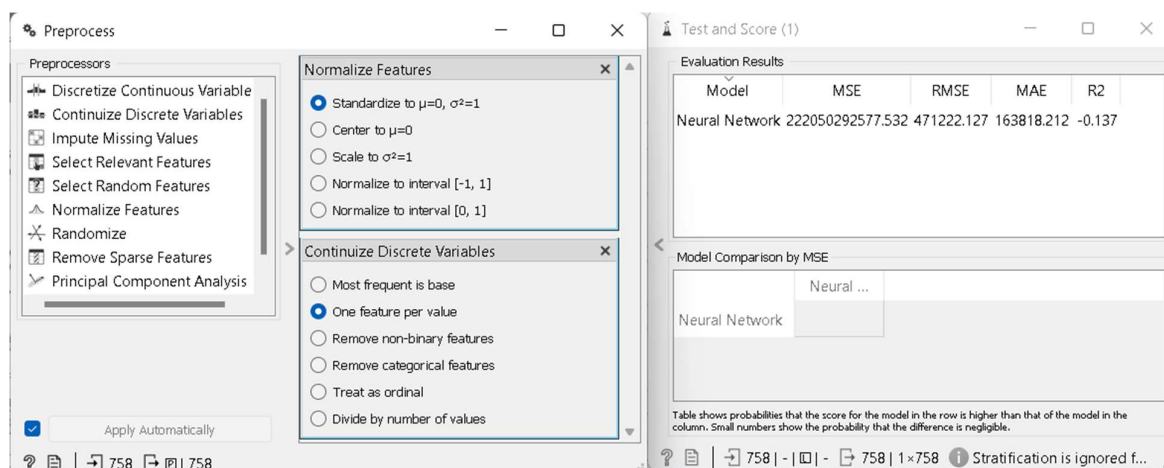 Preprocess
Preprocessors
Discretize Continuous Variable
Continuize Discrete Variables
Impute Missing Values
Select Relevant Features
Select Random Features
Normalize Features
Randomize
Remove Sparse Features
Principal Component Analysis
Apply Automatically
? 758 758
Normalize Features
Standardize to μ=0, σ²=1
Center to μ=0
Scale to σ²=1
Normalize to interval [-1, 1]
Normalize to interval [0, 1]
Continuize Discrete Variables
Most frequent is base
One feature per value
Remove non-binary features
Remove categorical features
Treat as ordinal
Divide by number of values
Test and Score (1)
Evaluation Results
Model MSE RMSE MAE R2
Neural Network 222050292577.532 471222.127 163818.212 -0.137
Model Comparison by MSE
Neural ...
Neural Network
Table shows probabilities that the score for the model in the row is higher than that of the model in the
column. Small numbers show the probability that the difference is negligible.
? 758 | - | - 758 | 1×758 Stratification is ignored f...